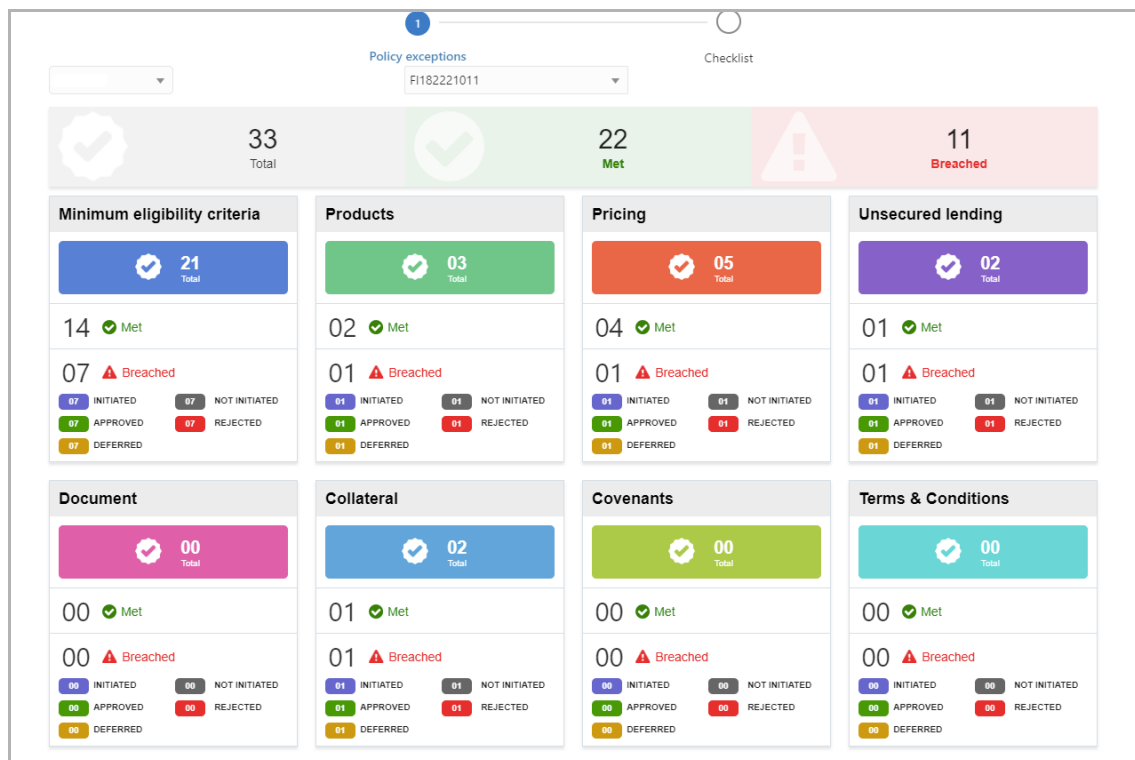 1
Policy exceptions
Checklist
FI182221011
33
Total
22
Met
11
Breached
Minimum eligibility criteria
21
Total
14 Met
07 Breached
07 INITIATED 07 NOT INITIATED
07 APPROVED 07 REJECTED
07 DEFERRED
Products
03
Total
02 Met
01 Breached
01 INITIATED 01 NOT INITIATED
01 APPROVED 01 REJECTED
01 DEFERRED
Pricing
05
Total
04 Met
01 Breached
01 INITIATED 01 NOT INITIATED
01 APPROVED 01 REJECTED
01 DEFERRED
Unsecured lending
02
Total
01 Met
01 Breached
01 INITIATED 01 NOT INITIATED
01 APPROVED 01 REJECTED
01 DEFERRED
Document
00
Total
00 Met
00 Breached
00 INITIATED 00 NOT INITIATED
00 APPROVED 00 REJECTED
00 DEFERRED
Collateral
02
Total
01 Met
01 Breached
01 INITIATED 01 NOT INITIATED
01 APPROVED 01 REJECTED
01 DEFERRED
Covenants
00
Total
00 Met
00 Breached
00 INITIATED 00 NOT INITIATED
00 APPROVED 00 REJECTED
00 DEFERRED
Terms & Conditions
00
Total
00 Met
00 Breached
00 INITIATED 00 NOT INITIATED
00 APPROVED 00 REJECTED
00 DEFERRED